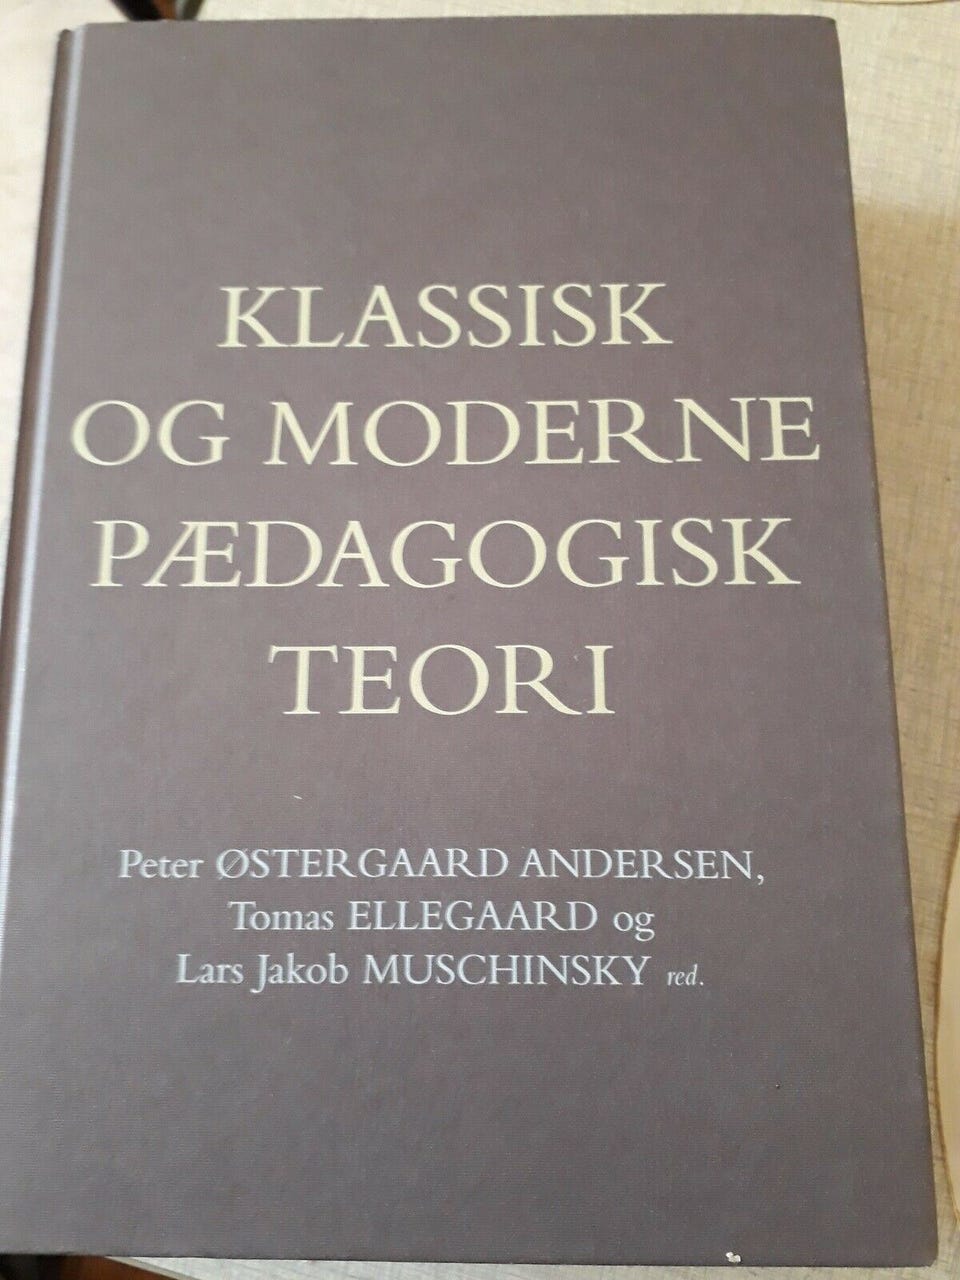 KLASSISK
OG MODERNE
PÆDAGOGISK
TEORI
Peter ØSTERGAARD ANDERSEN,
Tomas ELLEGAARD og
Lars Jakob MUSCHINSKY red.